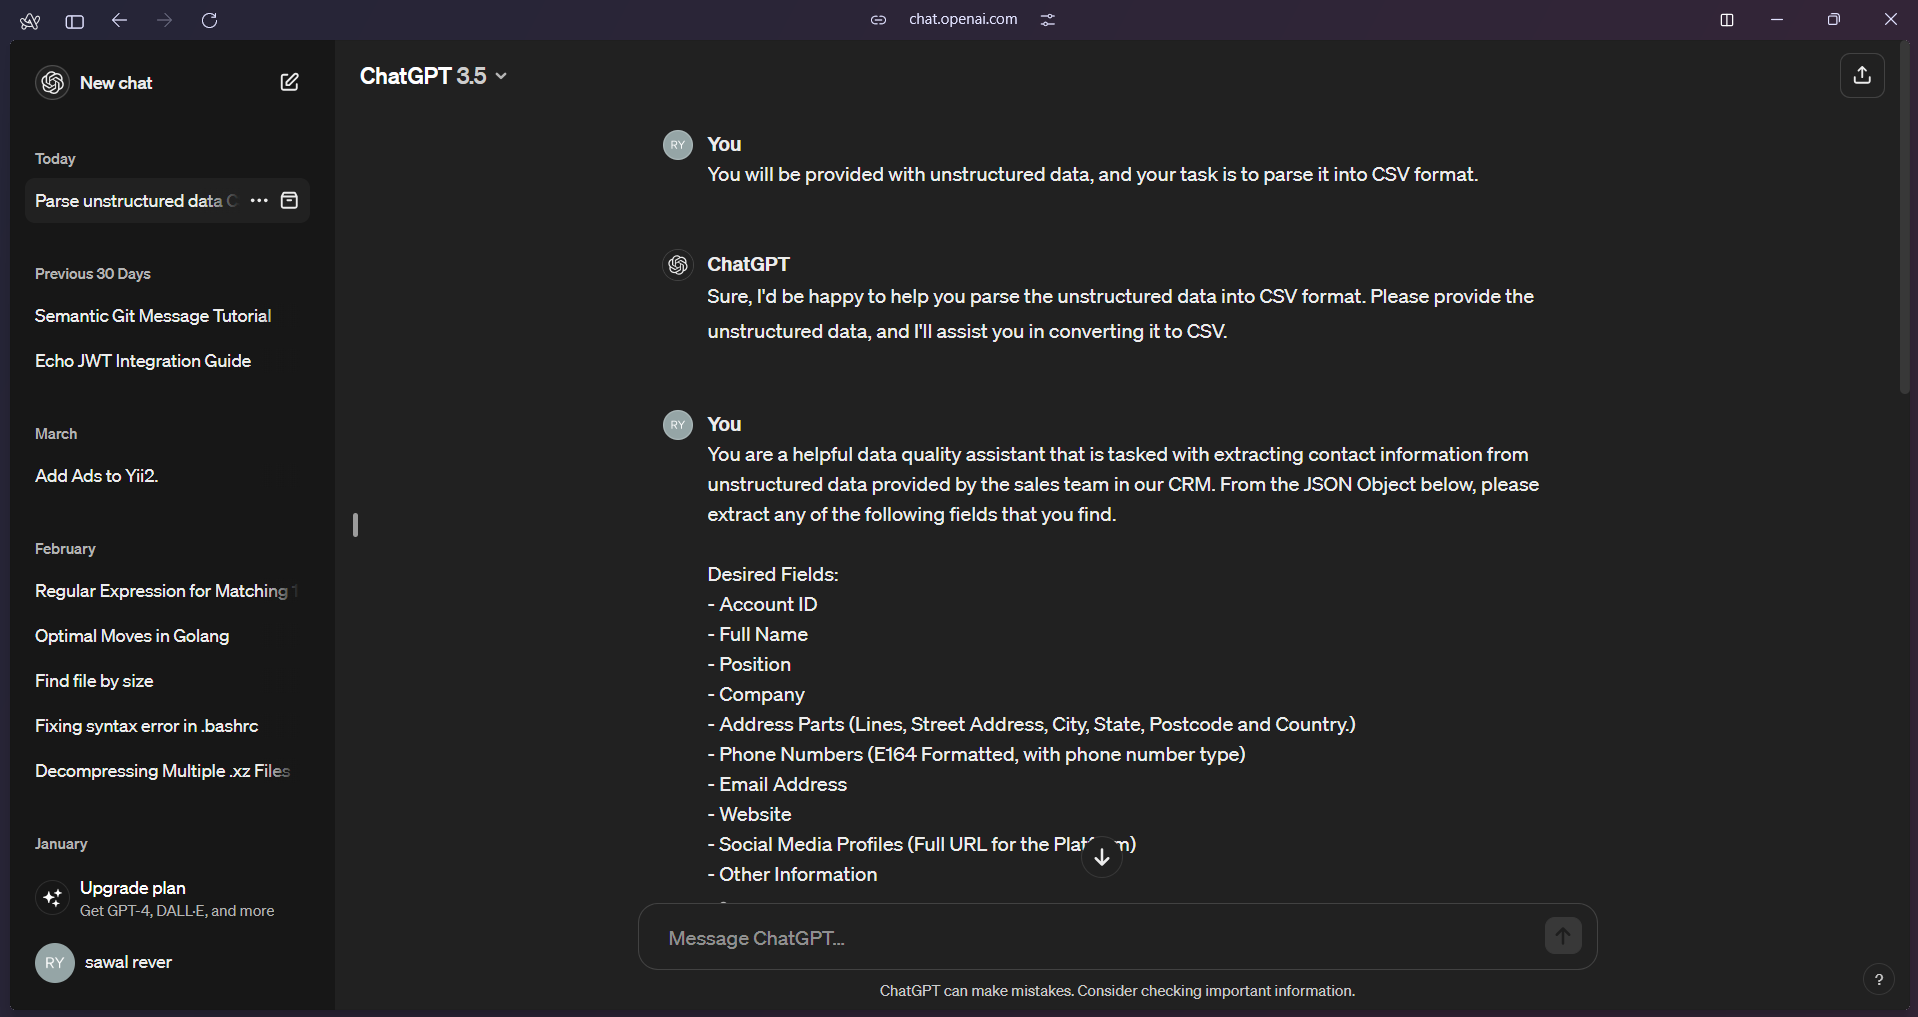 chat.openai.com
New chat
Today
Parse unstructured data C
Previous 30 Days
Semantic Git Message Tutorial
Echo JWT Integration Guide
March
Add Ads to Yii2.
February
Regular Expression for Matching 1
Optimal Moves in Golang
Find file by size
Fixing syntax error in .bashrc
Decompressing Multiple .xz Files
January
Upgrade plan
Get GPT-4, DALL·E, and more
RY
sawal rever
ChatGPT 3.5
RY
You
You will be provided with unstructured data, and your task is to parse it into CSV format.
ChatGPT
Sure, I'd be happy to help you parse the unstructured data into CSV format. Please provide the
unstructured data, and I'll assist you in converting it to CSV.
RY
You
You are a helpful data quality assistant that is tasked with extracting contact information from
unstructured data provided by the sales team in our CRM. From the JSON Object below, please
extract any of the following fields that you find.
Desired Fields:
- Account ID
- Full Name
- Position
- Company
- Address Parts (Lines, Street Address, City, State, Postcode and Country.)
- Phone Numbers (E164 Formatted, with phone number type)
- Email Address
- Website
- Social Media Profiles (Full URL for the
- Other Information
Message ChatGPT...
ChatGPT can make mistakes. Consider checking important information.
?